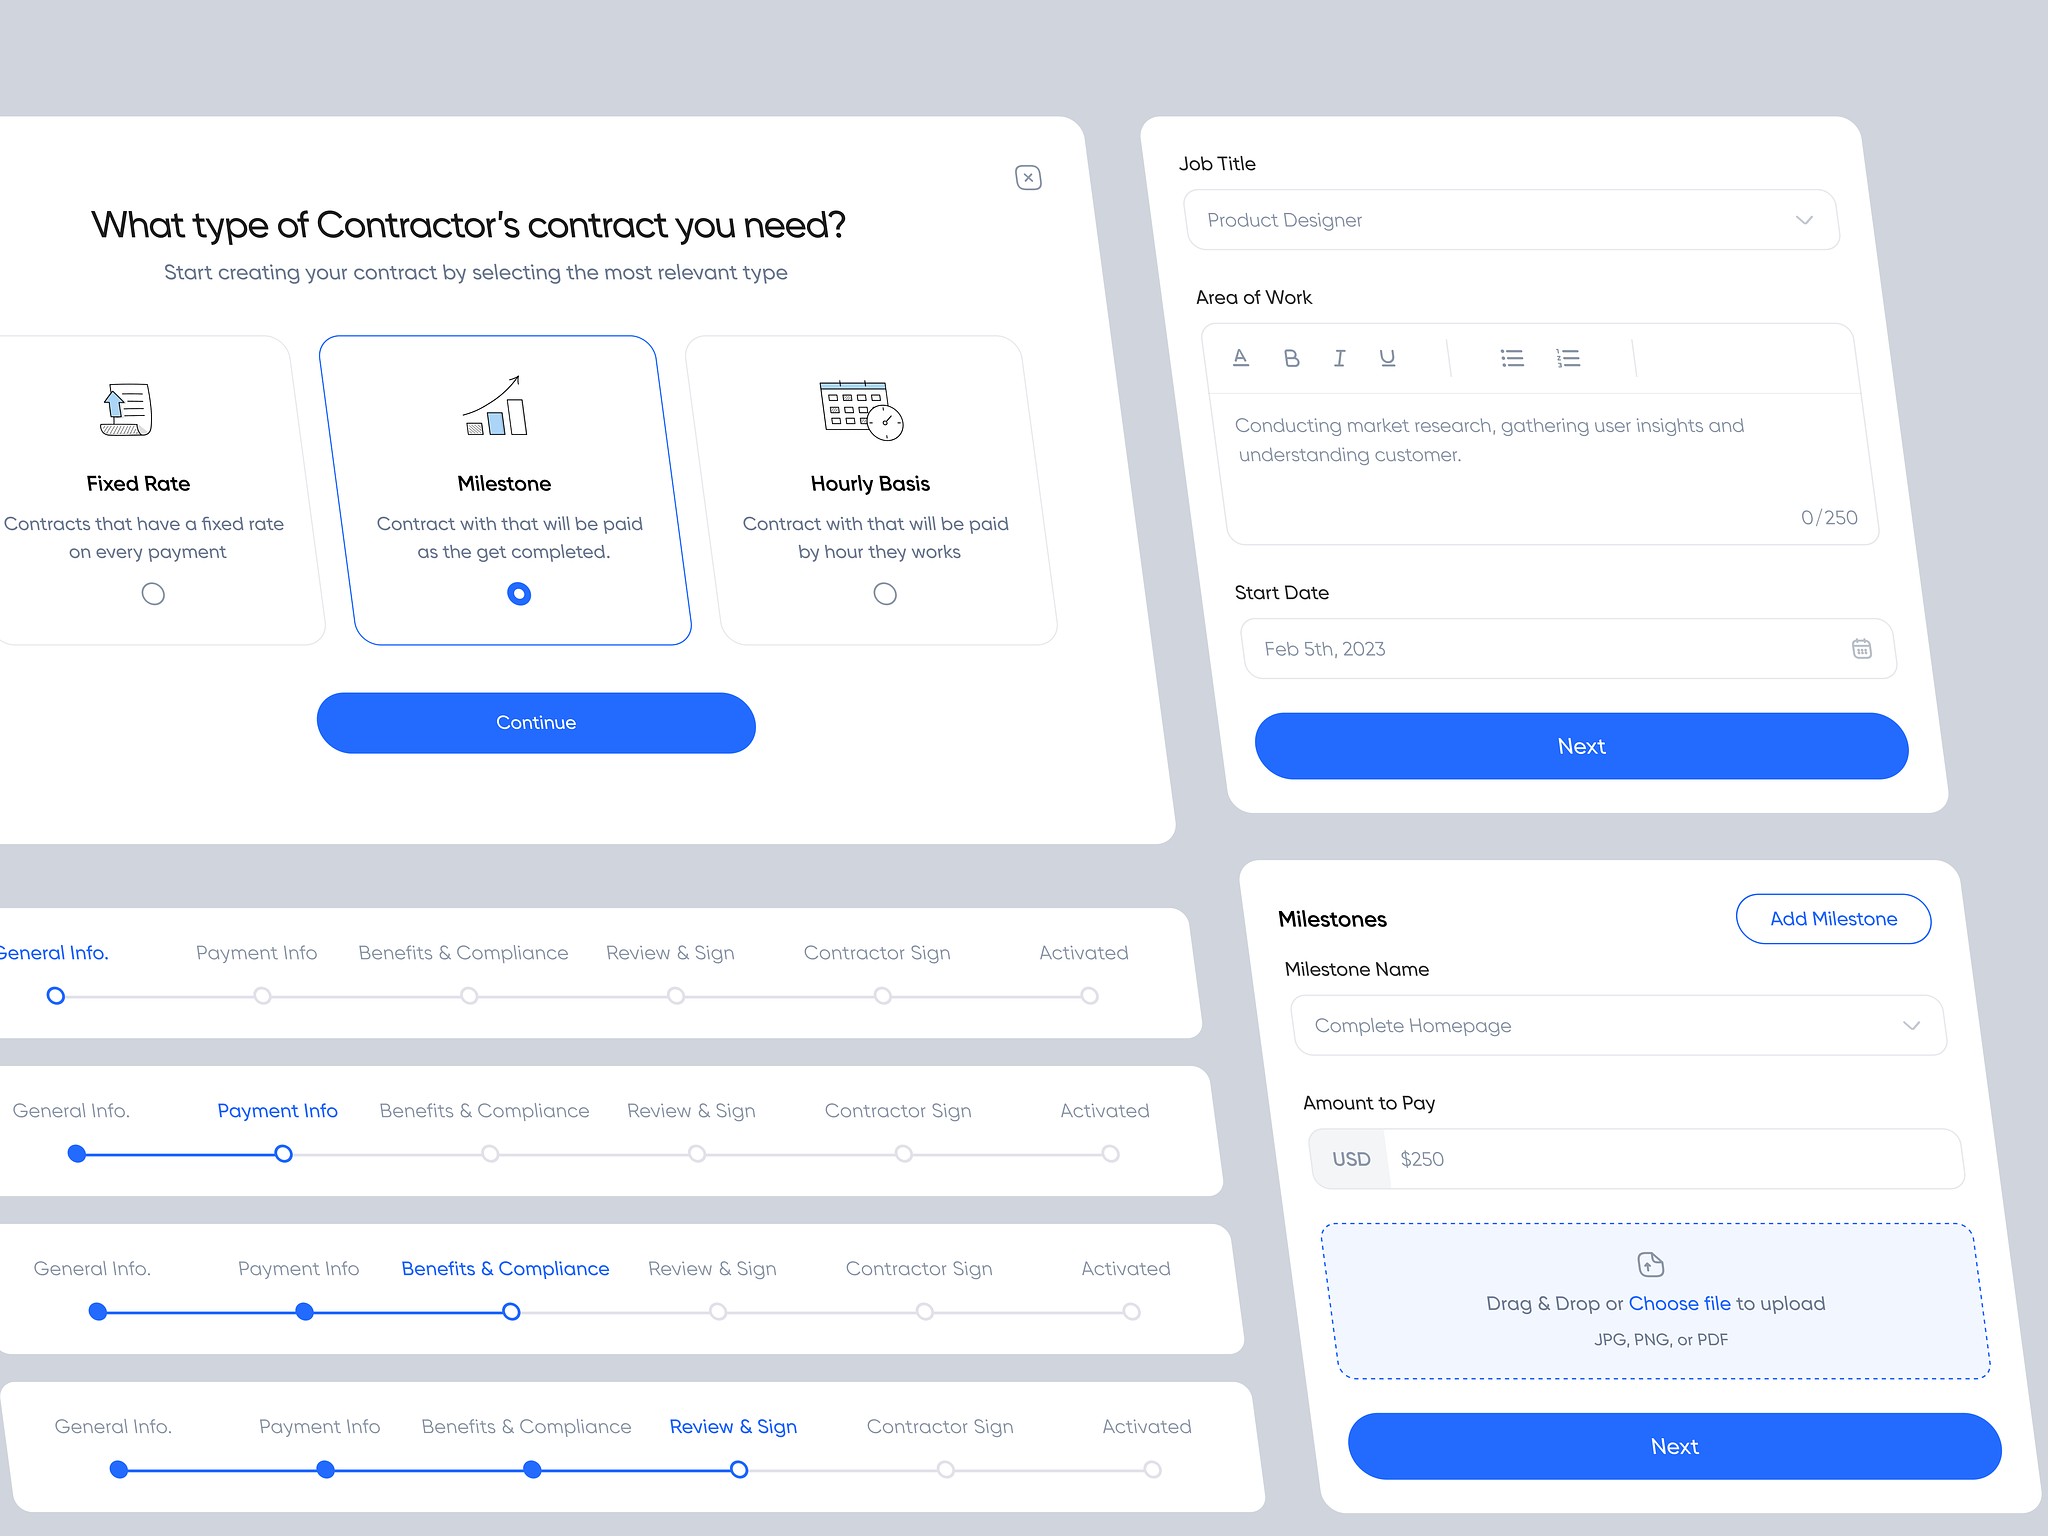 What type of Contractor's contract you need?
Start creating your contract by selecting the most relevant type
Fixed Rate
Contracts that have a fixed rate
on every payment
Milestone
Contract with that will be paid
as the get completed.
Hourly Basis
Contract with that will be paid
by hour they works
Continue
Job Title
Product Designer
Area of Work
A B I U
Conducting market research, gathering user insights and
understanding customer.
0/250
Start Date
Feb 5th, 2023
Next
General Info. Payment Info Benefits & Compliance Review & Sign Contractor Sign Activated
General Info. Payment Info Benefits & Compliance Review & Sign Contractor Sign Activated
General Info. Payment Info Benefits & Compliance Review & Sign Contractor Sign Activated
General Info. Payment Info Benefits & Compliance Review & Sign Contractor Sign Activated
Milestones
Add Milestone
Milestone Name
Complete Homepage
Amount to Pay
USD $250
Drag & Drop or Choose file to upload
JPG, PNG, or PDF
Next